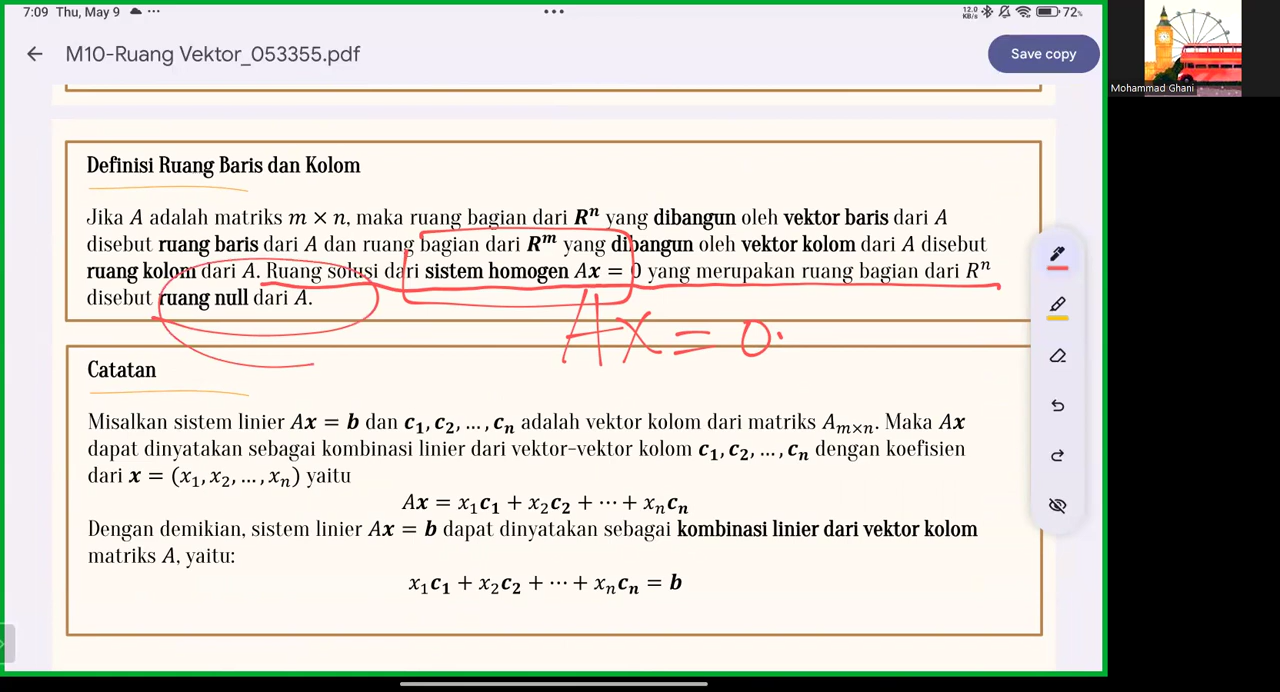 7:09 Thu, May 9
12.0 KB/s 72%
M10-Ruang Vektor_053355.pdf
Save copy
Mohammad Ghani
Definisi Ruang Baris dan Kolom
Jika A adalah matriks m × n, maka ruang bagian dari Rⁿ yang dibangun oleh vektor baris dari A
disebut ruang baris dari A dan ruang bagian dari Rᵐ yang dibangun oleh vektor kolom dari A disebut
ruang kolom dari A. Ruang solusi dari sistem homogen Ax = 0 yang merupakan ruang bagian dari Rⁿ
disebut ruang null dari A.
Ax = 0
Catatan
Misalkan sistem linier Ax = b dan c₁, c₂, ..., cₙ adalah vektor kolom dari matriks Aₘ×ₙ. Maka Ax
dapat dinyatakan sebagai kombinasi linier dari vektor-vektor kolom c₁, c₂, ..., cₙ dengan koefisien
dari x = (x₁, x₂, ..., xₙ) yaitu
Ax = x₁c₁ + x₂c₂ + ⋯ + xₙcₙ
Dengan demikian, sistem linier Ax = b dapat dinyatakan sebagai kombinasi linier dari vektor kolom
matriks A, yaitu:
x₁c₁ + x₂c₂ + ⋯ + xₙcₙ = b